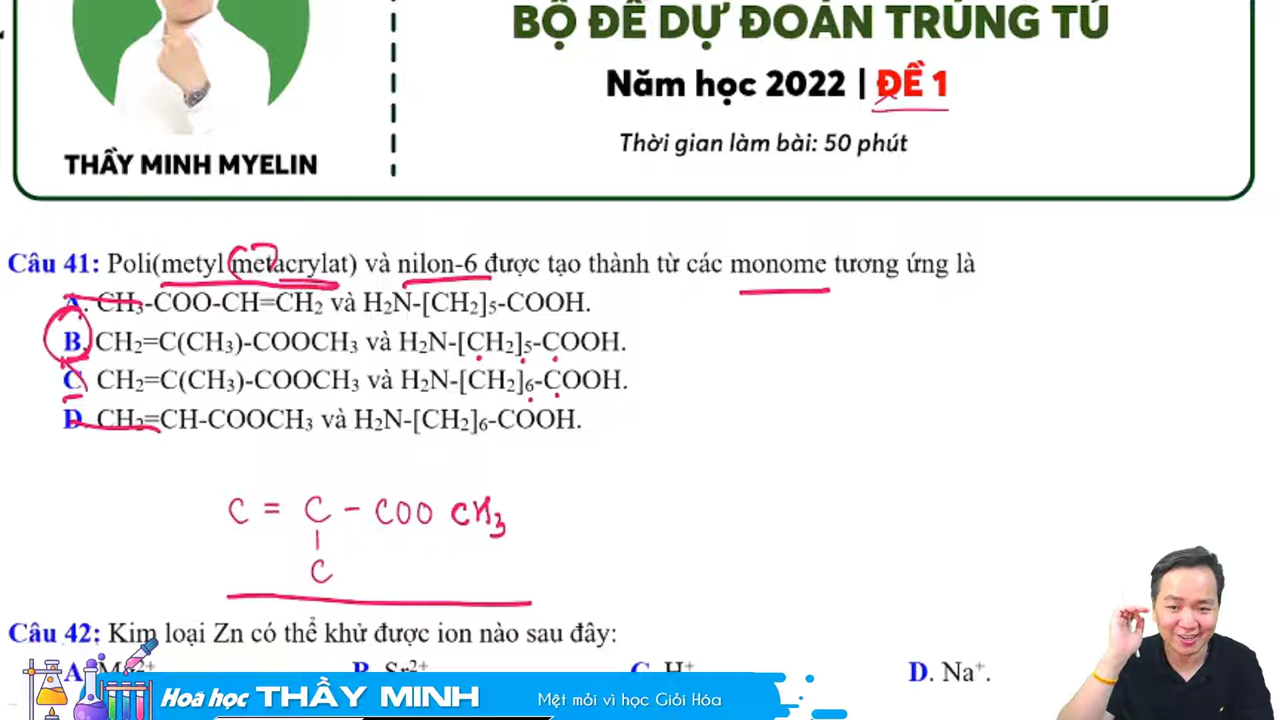 BỘ ĐỀ DỰ ĐOÁN TRÚNG TỦ
Năm học 2022 | ĐỀ 1
Thời gian làm bài: 50 phút
THẦY MINH MYELIN
Câu 41: Poli(metyl metacrylat) và nilon-6 được tạo thành từ các monome tương ứng là
A. CH3-COO-CH=CH2 và H2N-[CH2]5-COOH.
B. CH2=C(CH3)-COOCH3 và H2N-[CH2]5-COOH.
C. CH2=C(CH3)-COOCH3 và H2N-[CH2]6-COOH.
D. CH2=CH-COOCH3 và H2N-[CH2]6-COOH.
C = C - COO CH3
C
Câu 42: Kim loại Zn có thể khử được ion nào sau đây:
A. Mg2+ B. Sr2+ C. H+ D. Na+.
Hoá học THẦY MINH Mệt mỏi vì học Giỏi Hóa